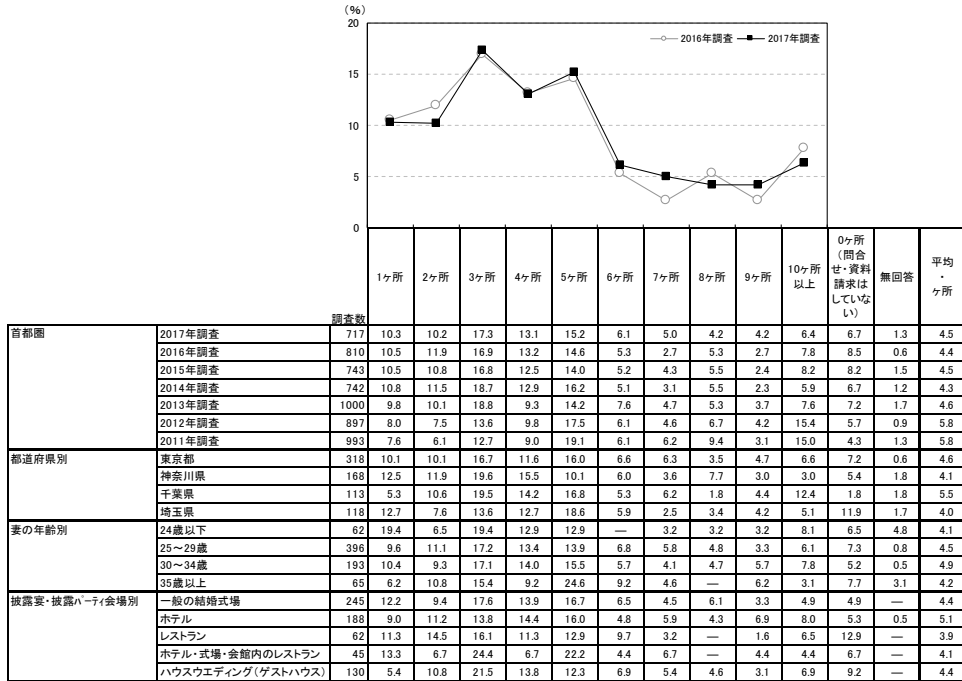 (%)
20
15
10
5
0
2016年調査 2017年調査
調査数 1ヶ所 2ヶ所 3ヶ所 4ヶ所 5ヶ所 6ヶ所 7ヶ所 8ヶ所 9ヶ所 10ヶ所以上 0ヶ所(問合せ・資料請求はしていない) 無回答 平均・ヶ所
首都圏 2017年調査 717 10.3 10.2 17.3 13.1 15.2 6.1 5.0 4.2 4.2 6.4 6.7 1.3 4.5
2016年調査 810 10.5 11.9 16.9 13.2 14.6 5.3 2.7 5.3 2.7 7.8 8.5 0.6 4.4
2015年調査 743 10.5 10.8 16.8 12.5 14.0 5.2 4.3 5.5 2.4 8.2 8.2 1.5 4.5
2014年調査 742 10.8 11.5 18.7 12.9 16.2 5.1 3.1 5.5 2.3 5.9 6.7 1.2 4.3
2013年調査 1000 9.8 10.1 18.8 9.3 14.2 7.6 4.7 5.3 3.7 7.6 7.2 1.7 4.6
2012年調査 897 8.0 7.5 13.6 9.8 17.5 6.1 4.6 6.7 4.2 15.4 5.7 0.9 5.8
2011年調査 993 7.6 6.1 12.7 9.0 19.1 6.1 6.2 9.4 3.1 15.0 4.3 1.3 5.8
都道府県別 東京都 318 10.1 10.1 16.7 11.6 16.0 6.6 6.3 3.5 4.7 6.6 7.2 0.6 4.6
神奈川県 168 12.5 11.9 19.6 15.5 10.1 6.0 3.6 7.7 3.0 3.0 5.4 1.8 4.1
千葉県 113 5.3 10.6 19.5 14.2 16.8 5.3 6.2 1.8 4.4 12.4 1.8 1.8 5.5
埼玉県 118 12.7 7.6 13.6 12.7 18.6 5.9 2.5 3.4 4.2 5.1 11.9 1.7 4.0
妻の年齢別 24歳以下 62 19.4 6.5 19.4 12.9 12.9 — 3.2 3.2 3.2 8.1 6.5 4.8 4.1
25～29歳 396 9.6 11.1 17.2 13.4 13.9 6.8 5.8 4.8 3.3 6.1 7.3 0.8 4.5
30～34歳 193 10.4 9.3 17.1 14.0 15.5 5.7 4.1 4.7 5.7 7.8 5.2 0.5 4.9
35歳以上 65 6.2 10.8 15.4 9.2 24.6 9.2 4.6 — 6.2 3.1 7.7 3.1 4.2
披露宴・披露パーティ会場別 一般の結婚式場 245 12.2 9.4 17.6 13.9 16.7 6.5 4.5 6.1 3.3 4.9 4.9 — 4.4
ホテル 188 9.0 11.2 13.8 14.4 16.0 4.8 5.9 4.3 6.9 8.0 5.3 0.5 5.1
レストラン 62 11.3 14.5 16.1 11.3 12.9 9.7 3.2 — 1.6 6.5 12.9 — 3.9
ホテル・式場・会館内のレストラン 45 13.3 6.7 24.4 6.7 22.2 4.4 6.7 — 4.4 4.4 6.7 — 4.1
ハウスウエディング(ゲストハウス) 130 5.4 10.8 21.5 13.8 12.3 6.9 5.4 4.6 3.1 6.9 9.2 — 4.4